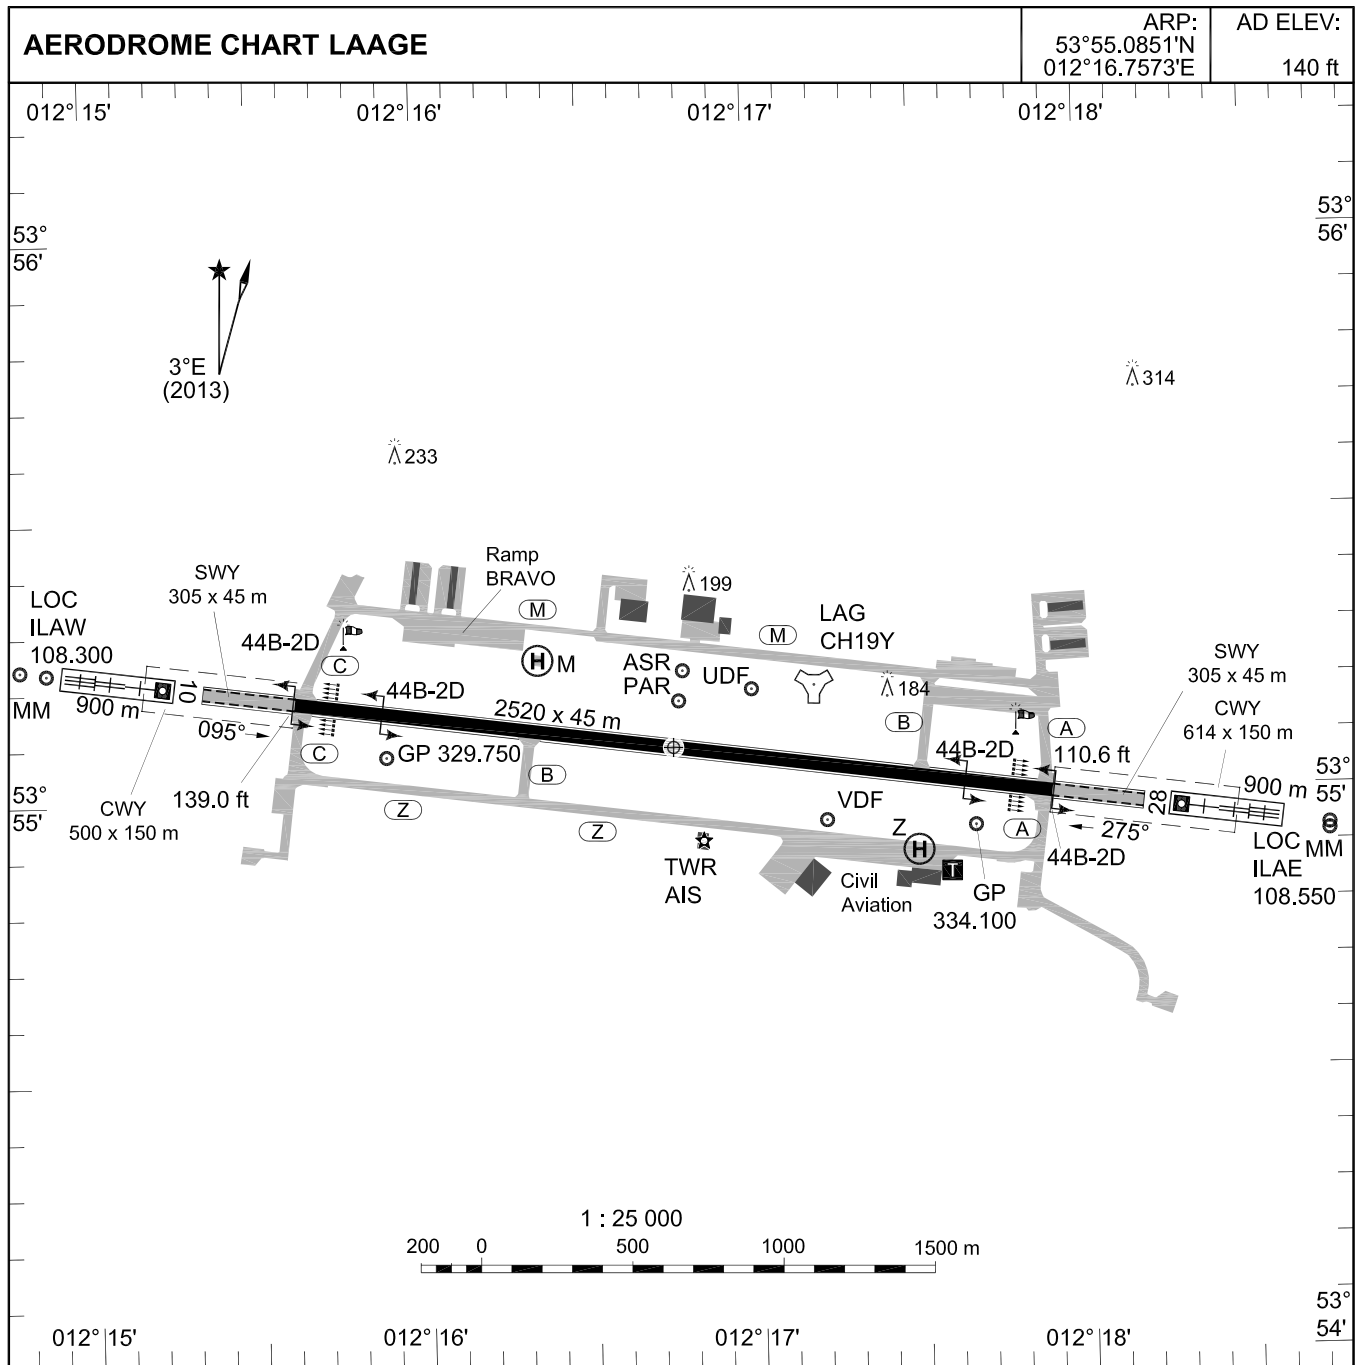 AERODROME CHART LAAGE
ARP:
53°55.0851'N
012°16.7573'E
AD ELEV:
140 ft
012°15'
012°16'
012°17'
012°18'
53°
56'
53°
56'
3°E
(2013)
314
233
Ramp
BRAVO
199
SWY
305 x 45 m
LOC
ILAW
108.300
M
M
LAG
CH19Y
44B-2D
C
H M
ASR
PAR
UDF
184
SWY
305 x 45 m
MM
900 m
10
44B-2D
2520 x 45 m
B
A
CWY
614 x 150 m
095°
C
GP 329.750
44B-2D
110.6 ft
900 m
53°
55'
53°
55'
139.0 ft
B
CWY
500 x 150 m
Z
Z
VDF
Z
H
A
28
275°
44B-2D
LOC
ILAE
108.550
MM
TWR
AIS
Civil
Aviation
T
GP
334.100
1 : 25 000
200 0 500 1000 1500 m
53°
54'
012°15'
012°16'
012°17'
012°18'